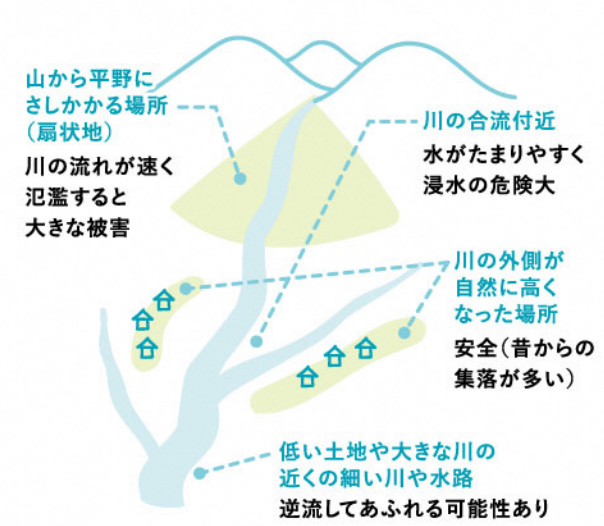 山から平野に
さしかかる場所
（扇状地）
川の流れが速く
氾濫すると
大きな被害
川の合流付近
水がたまりやすく
浸水の危険大
川の外側が
自然に高く
なった場所
安全（昔からの
集落が多い）
低い土地や大きな川の
近くの細い川や水路
逆流してあふれる可能性あり